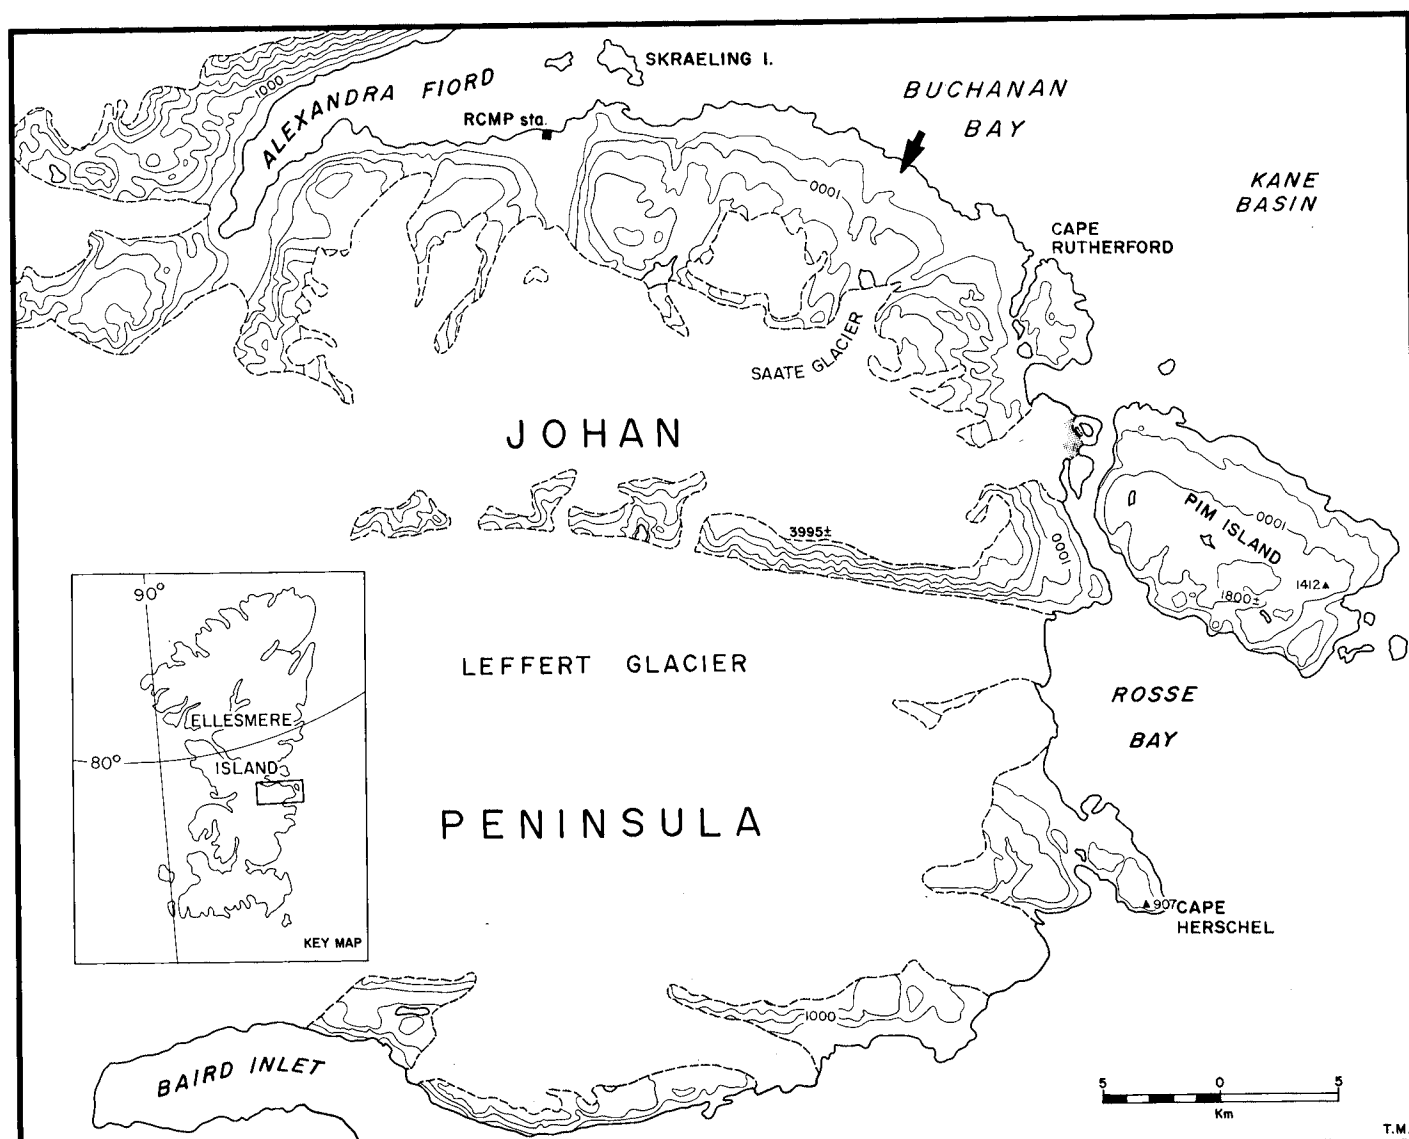 SKRAELING I.
1000
ALEXANDRA FIORD
RCMP sta.
BUCHANAN
BAY
KANE
BASIN
1000
CAPE
RUTHERFORD
SAATE GLACIER
JOHAN
3995±
1000
PIM ISLAND
1000
1412
1800±
90°
LEFFERT GLACIER
ROSSE
BAY
ELLESMERE
80°
ISLAND
PENINSULA
907
CAPE
HERSCHEL
KEY MAP
1000
BAIRD INLET
5 0 5
Km
T.M.